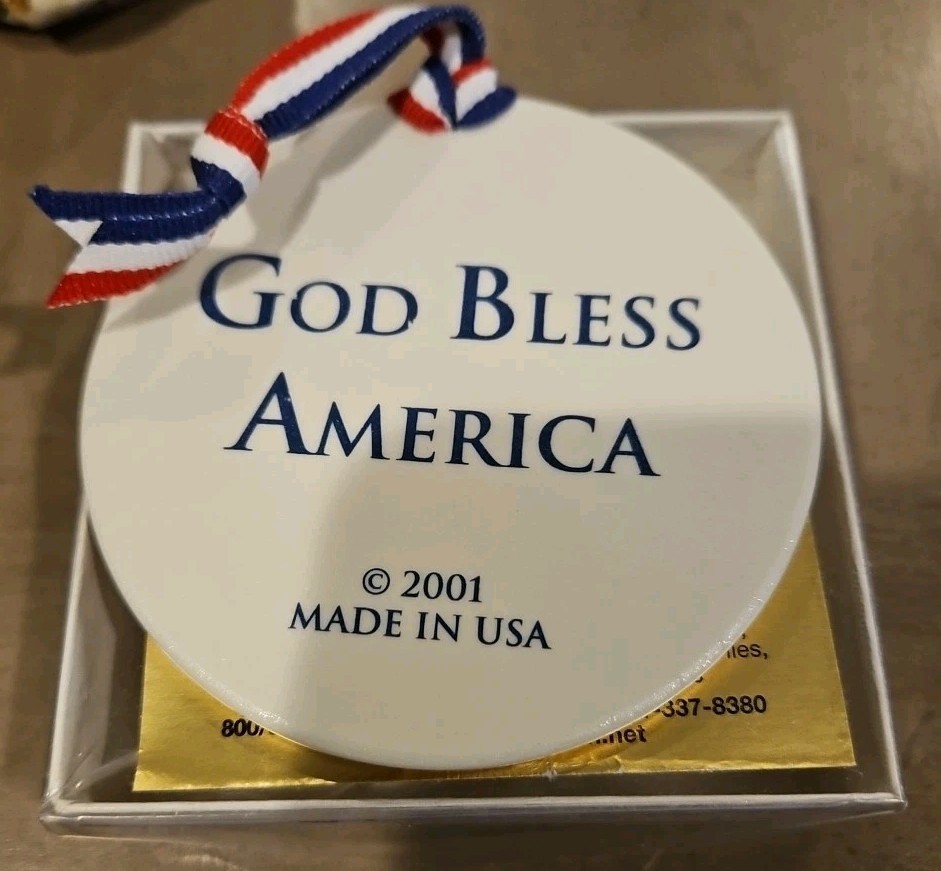 GOD BLESS
AMERICA
© 2001
MADE IN USA
337-8380